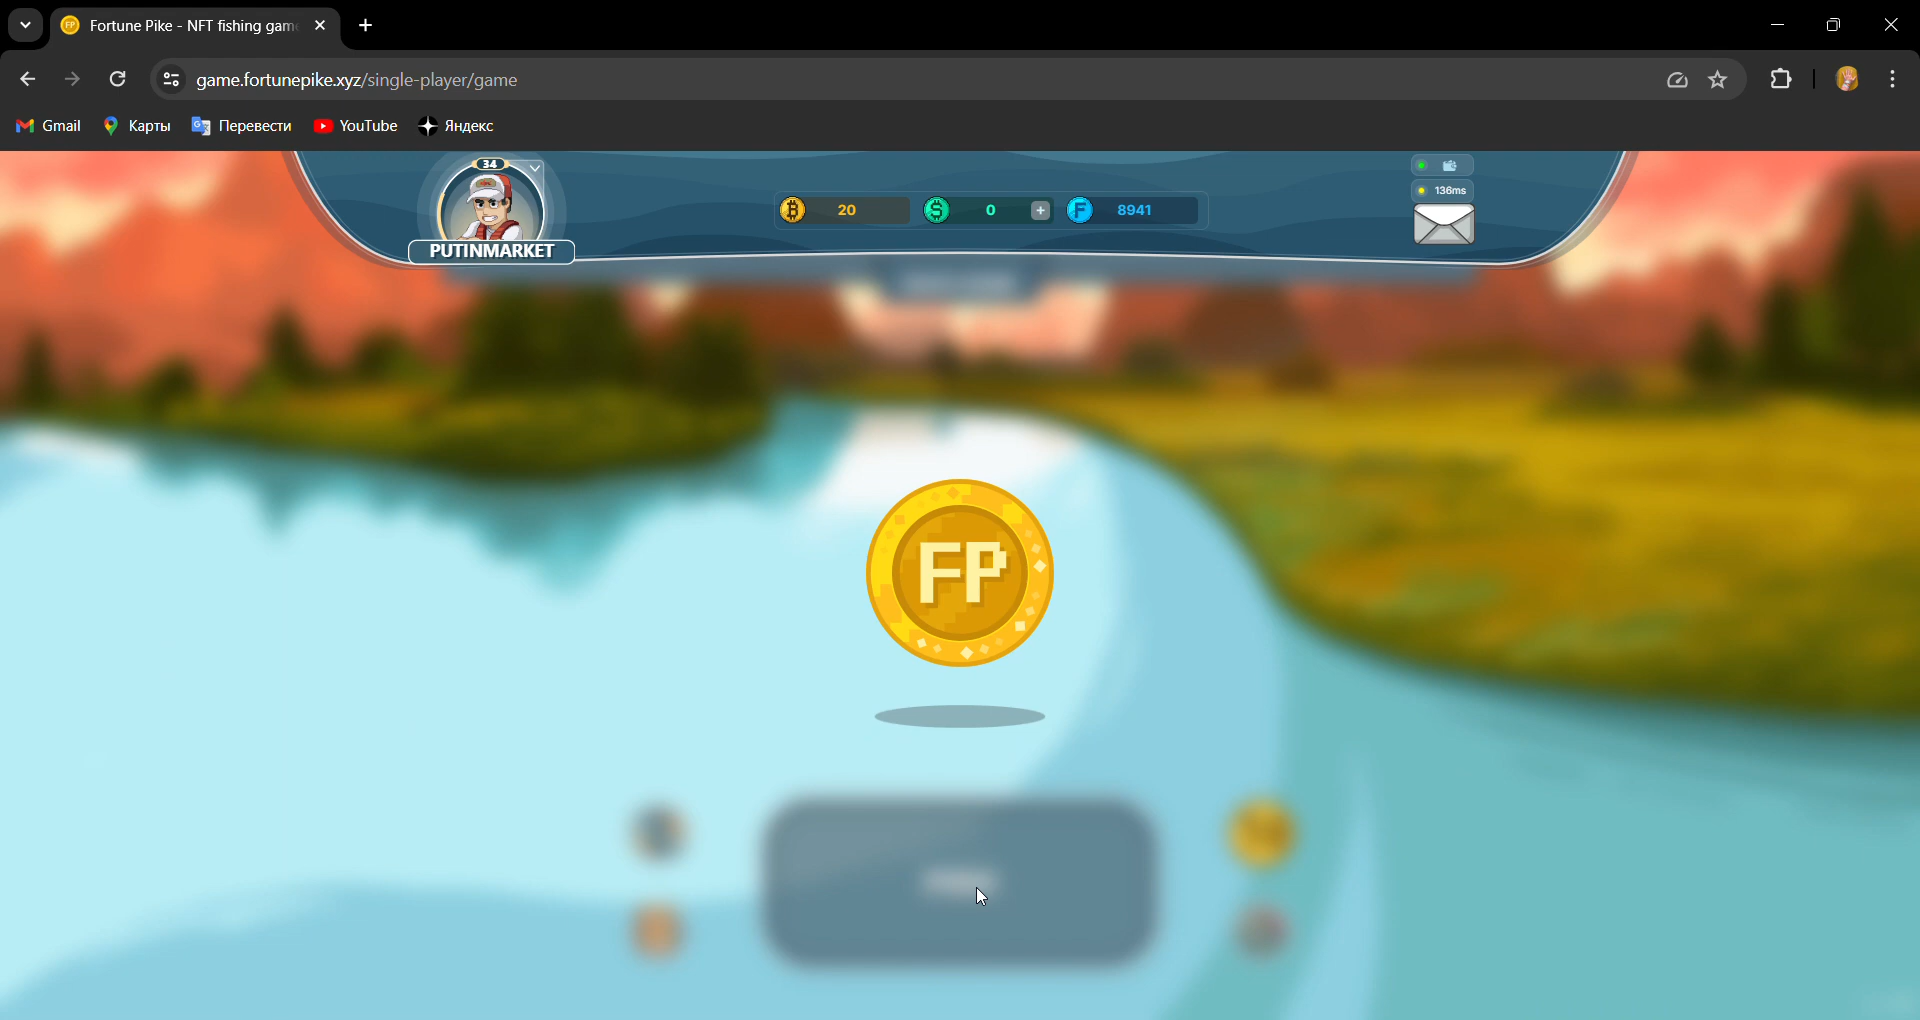 Fortune Pike - NFT fishing gam
game.fortunepike.xyz/single-player/game
Gmail
Карты
Перевести
YouTube
Яндекс
34
PUTINMARKET
20
0
+
8941
136ms
FP